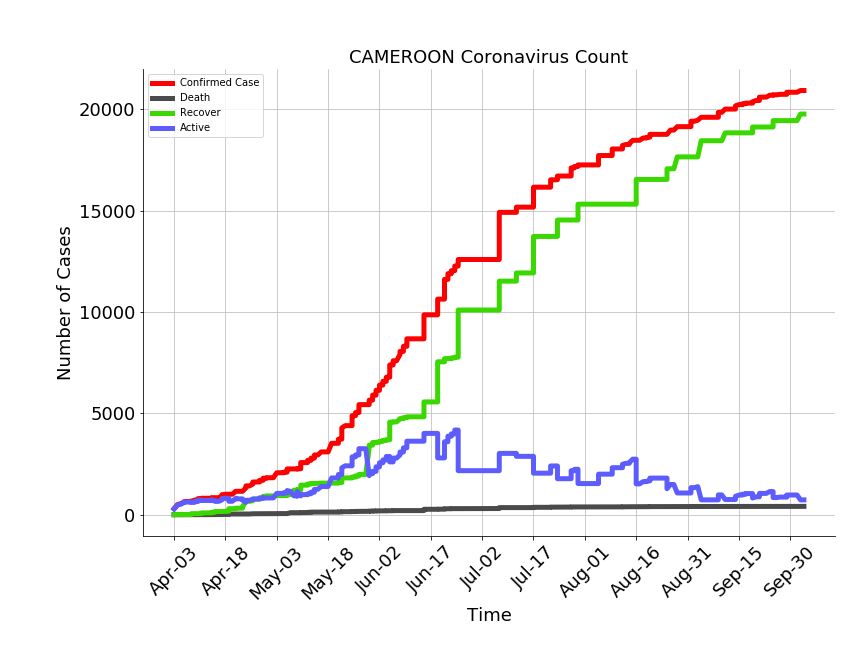 CAMEROON Coronavirus Count
Confirmed Case
Death
Recover
Active
Number of Cases
20000
15000
10000
5000
0
Apr-03
Apr-18
May-03
May-18
Jun-02
Jun-17
Jul-02
Jul-17
Aug-01
Aug-16
Aug-31
Sep-15
Sep-30
Time